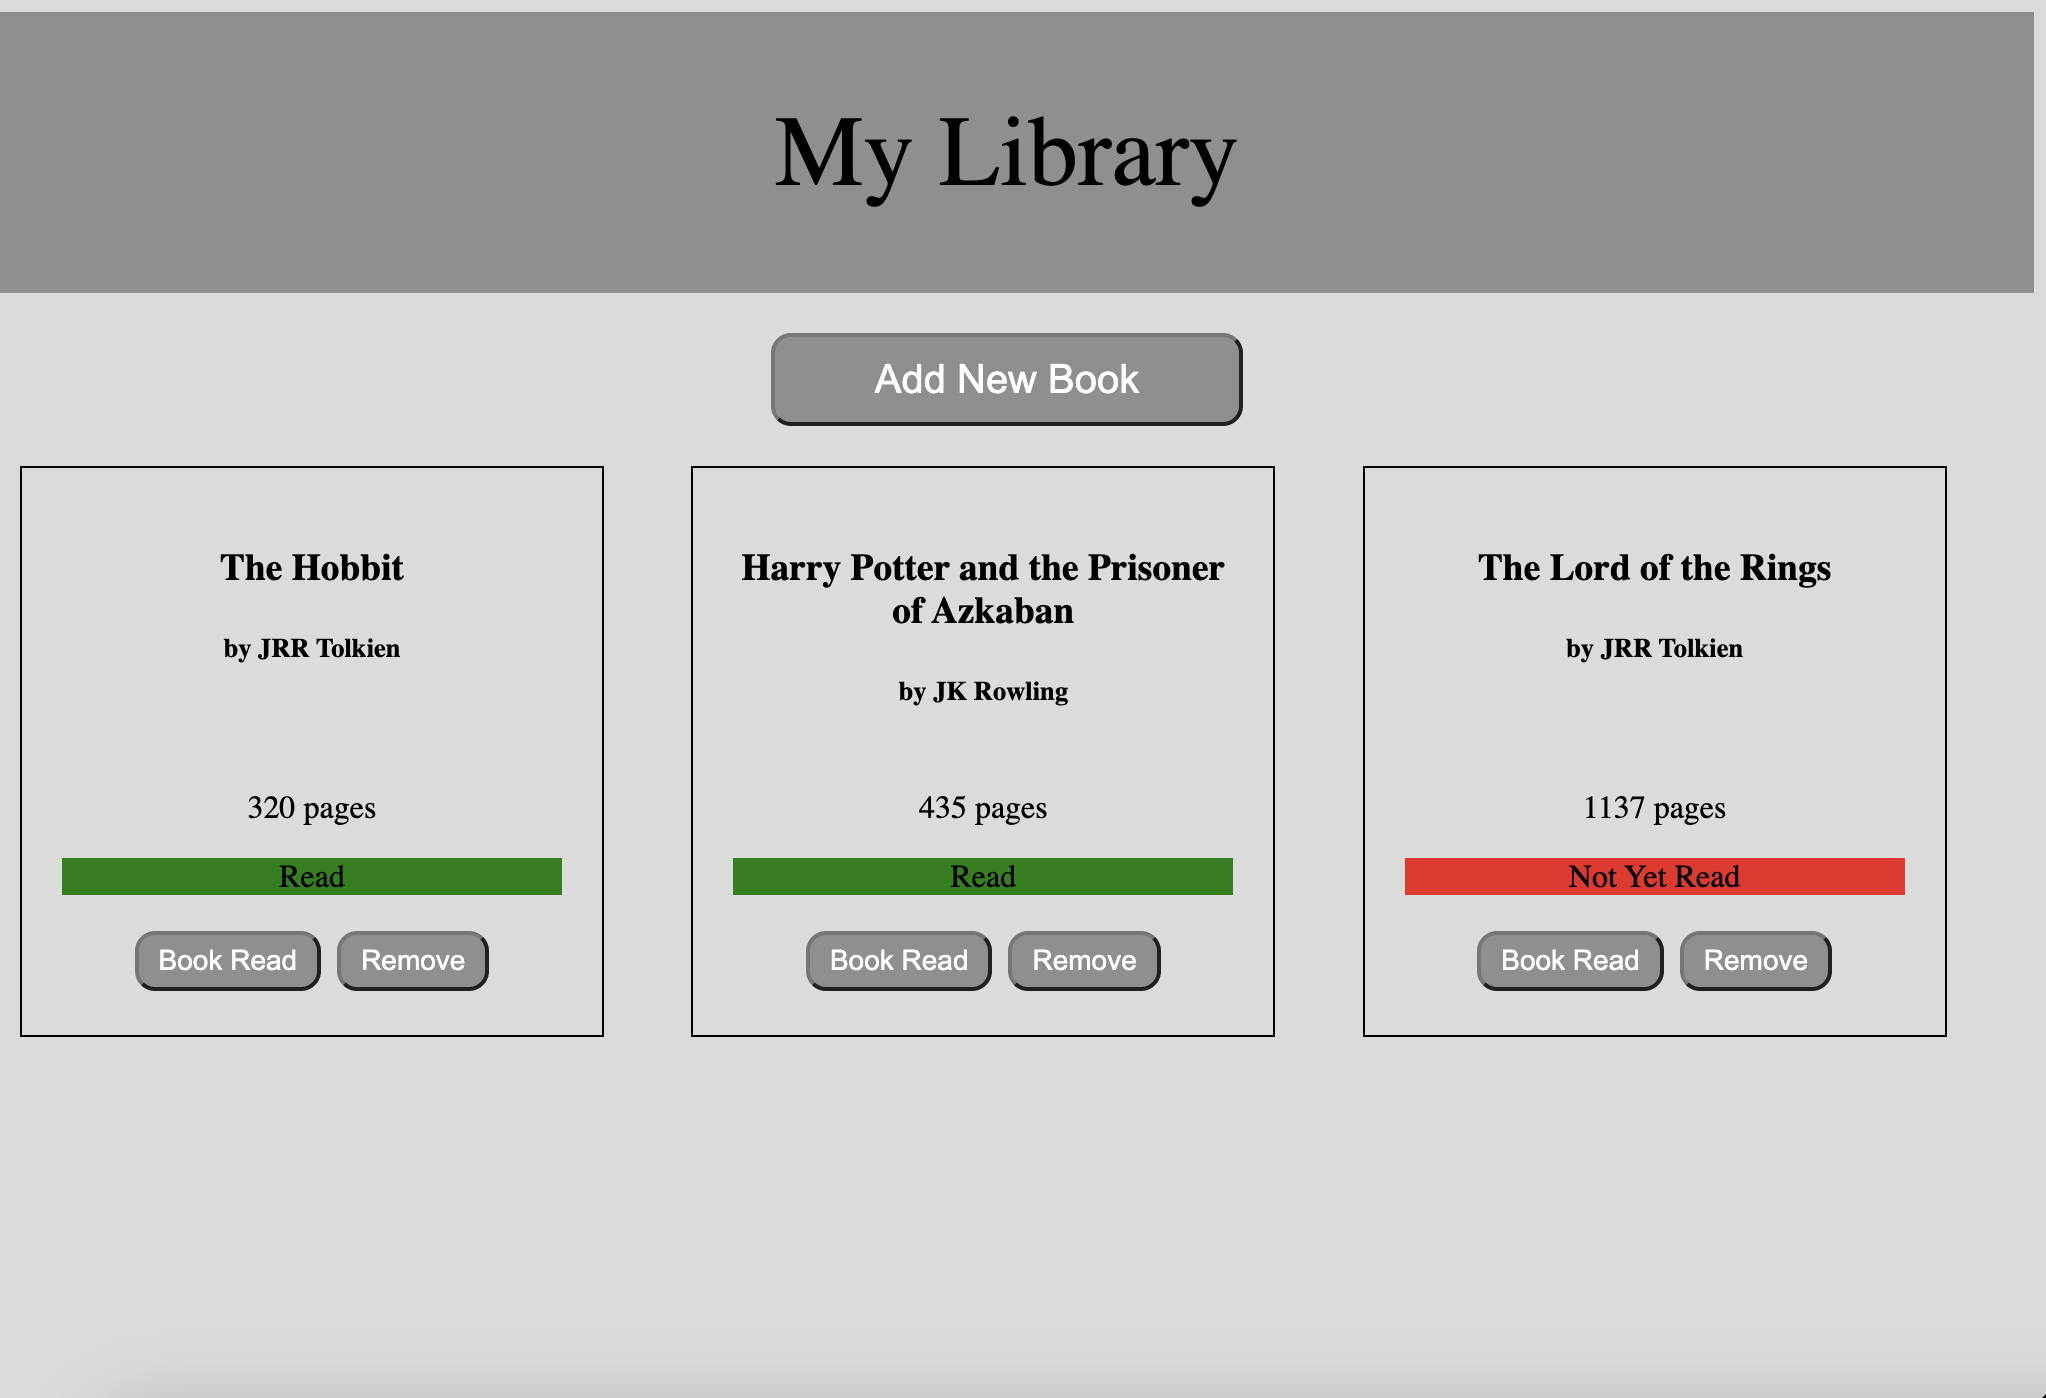 My Library
Add New Book
The Hobbit
by JRR Tolkien
320 pages
Read
Book Read
Remove
Harry Potter and the Prisoner
of Azkaban
by JK Rowling
435 pages
Read
Book Read
Remove
The Lord of the Rings
by JRR Tolkien
1137 pages
Not Yet Read
Book Read
Remove